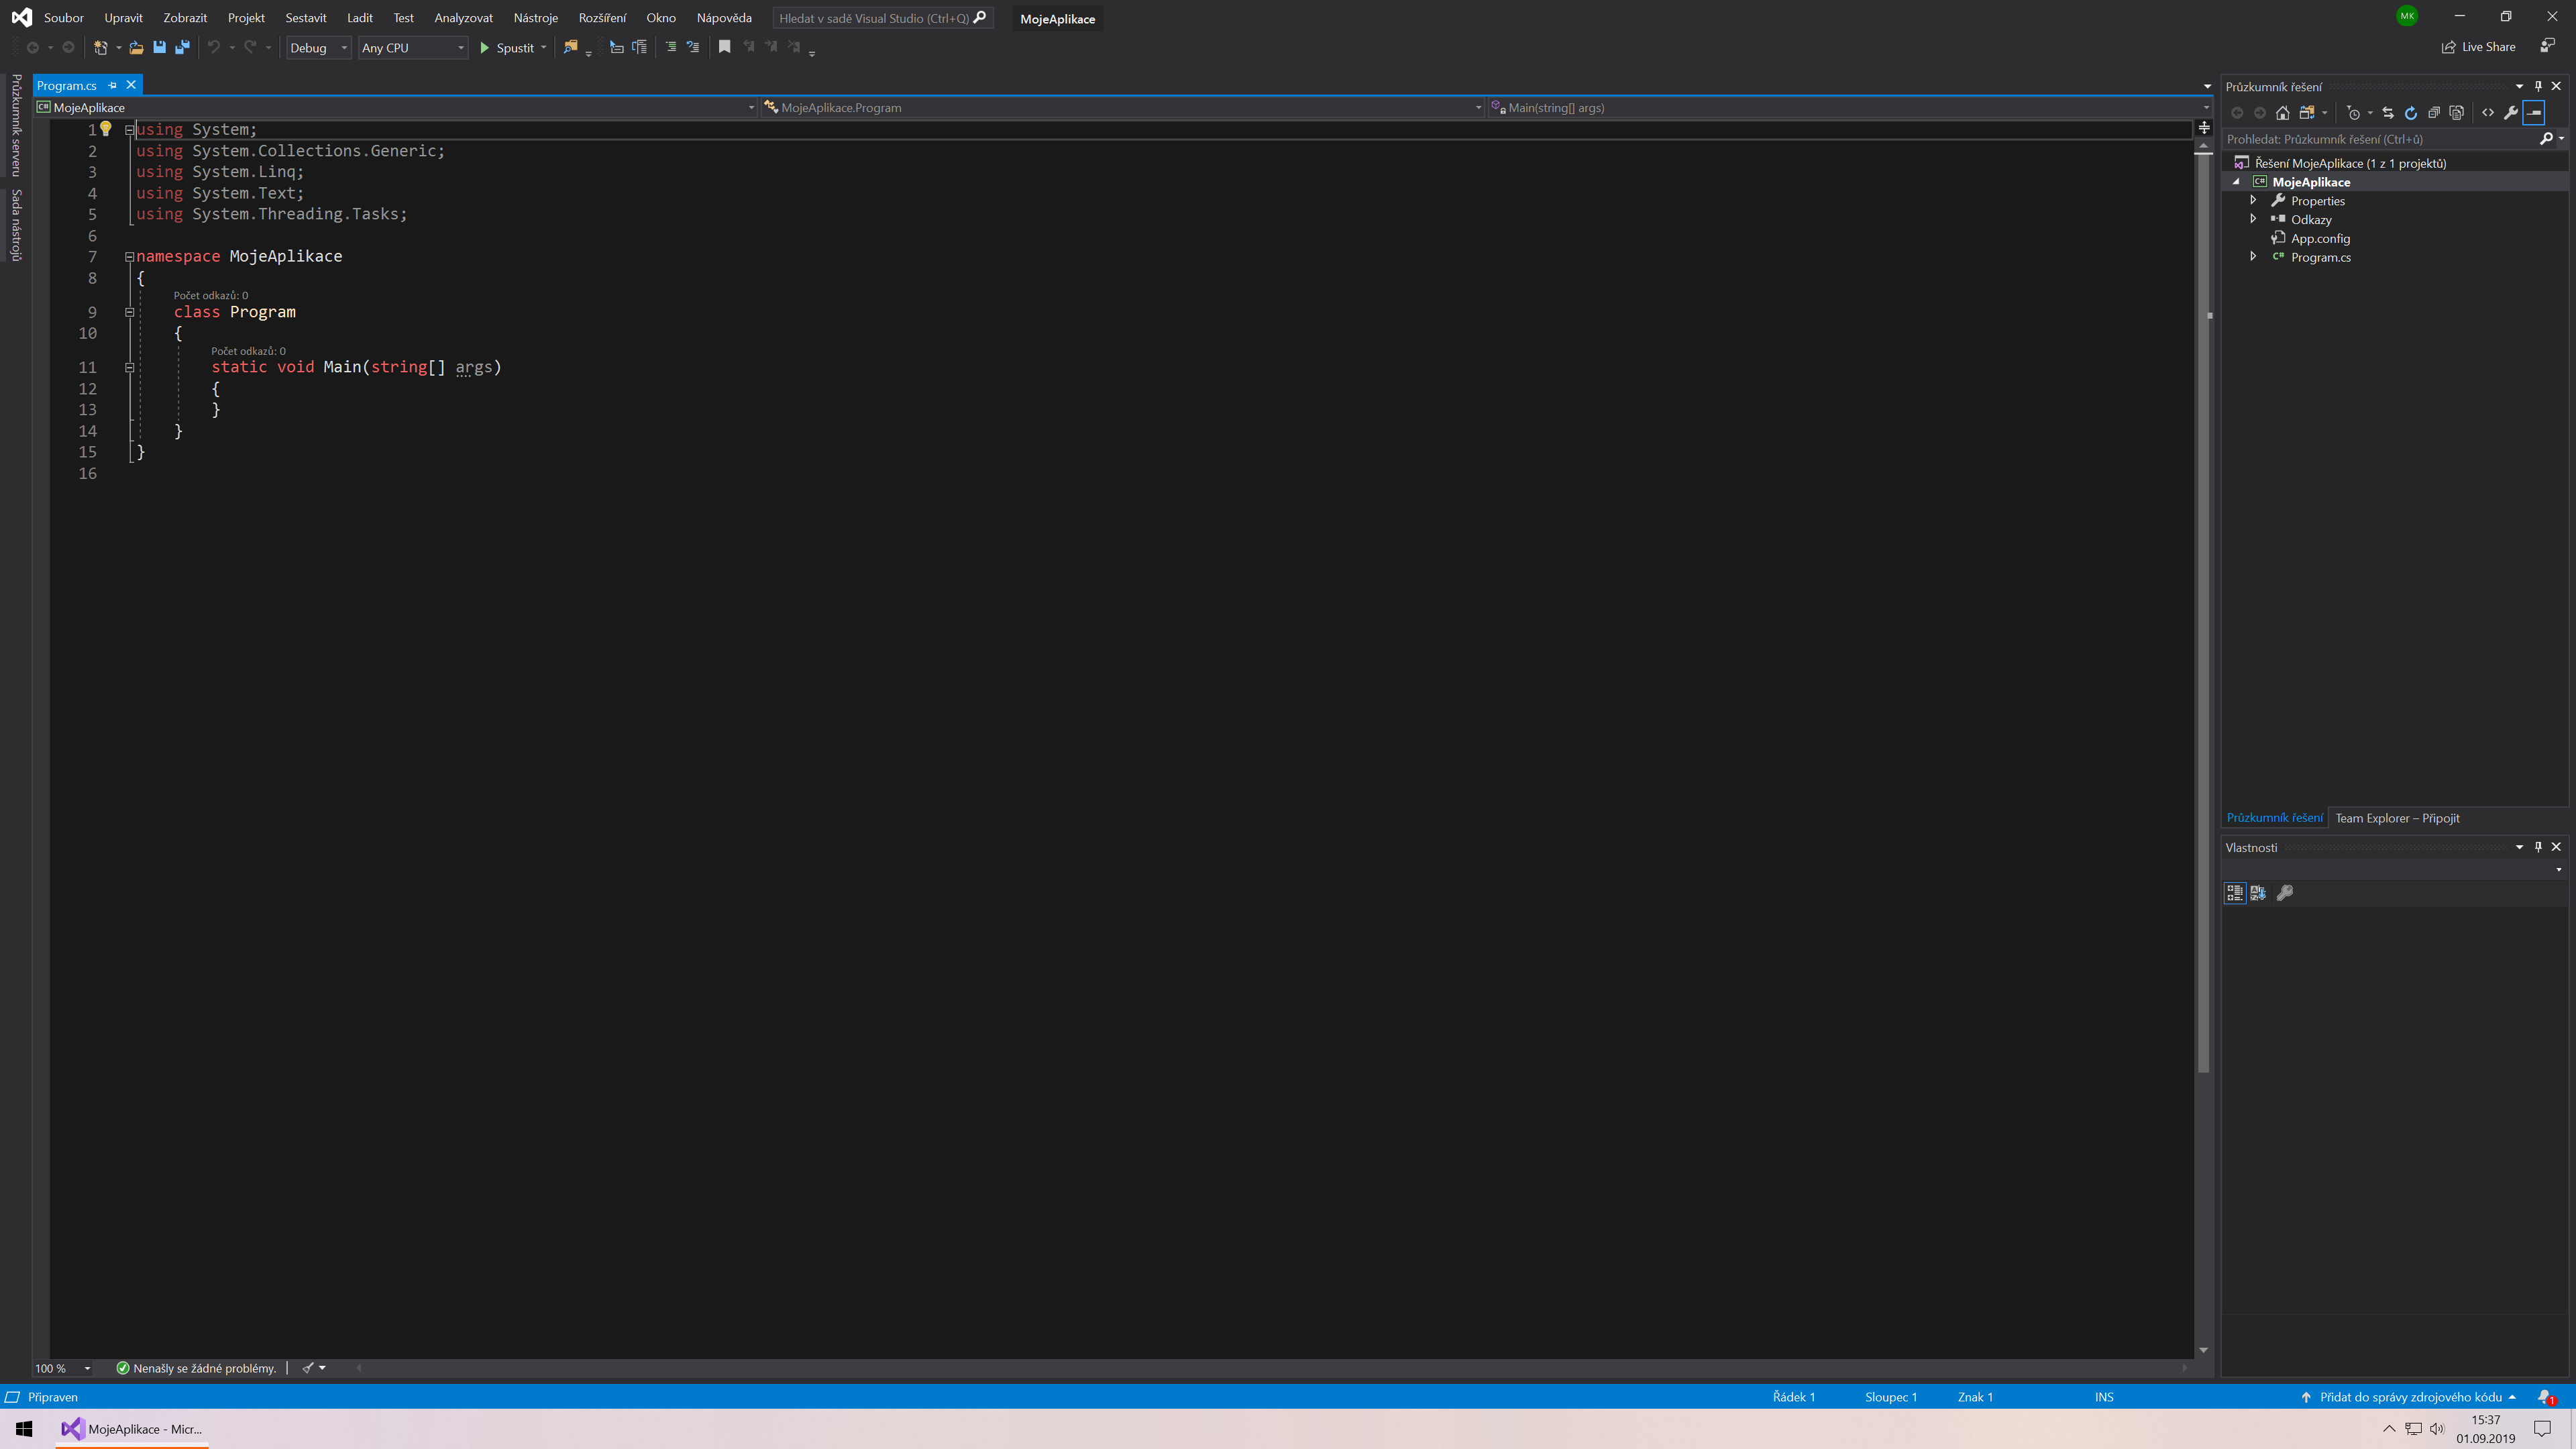 Soubor Upravit Zobrazit Projekt Sestavit Ladit Test Analyzovat Nástroje Rozšíření Okno Nápověda Hledat v sadě Visual Studio (Ctrl+Q) MojeAplikace MK
Debug Any CPU Spustit Live Share
Průzkumník serveru
Sada nástrojů
Program.cs
MojeAplikace MojeAplikace.Program Main(string[] args)
1 using System;
2 using System.Collections.Generic;
3 using System.Linq;
4 using System.Text;
5 using System.Threading.Tasks;
6
7 namespace MojeAplikace
8 {
Počet odkazů: 0
9 class Program
10 {
Počet odkazů: 0
11 static void Main(string[] args)
12 {
13 }
14 }
15 }
16
Průzkumník řešení
Prohledat: Průzkumník řešení (Ctrl+ů)
Řešení MojeAplikace (1 z 1 projektů)
C# MojeAplikace
Properties
Odkazy
App.config
C# Program.cs
Průzkumník řešení Team Explorer – Připojit
Vlastnosti
100 % Nenašly se žádné problémy.
Připraven Řádek 1 Sloupec 1 Znak 1 INS Přidat do správy zdrojového kódu 1
MojeAplikace - Micr... 15:37
01.09.2019